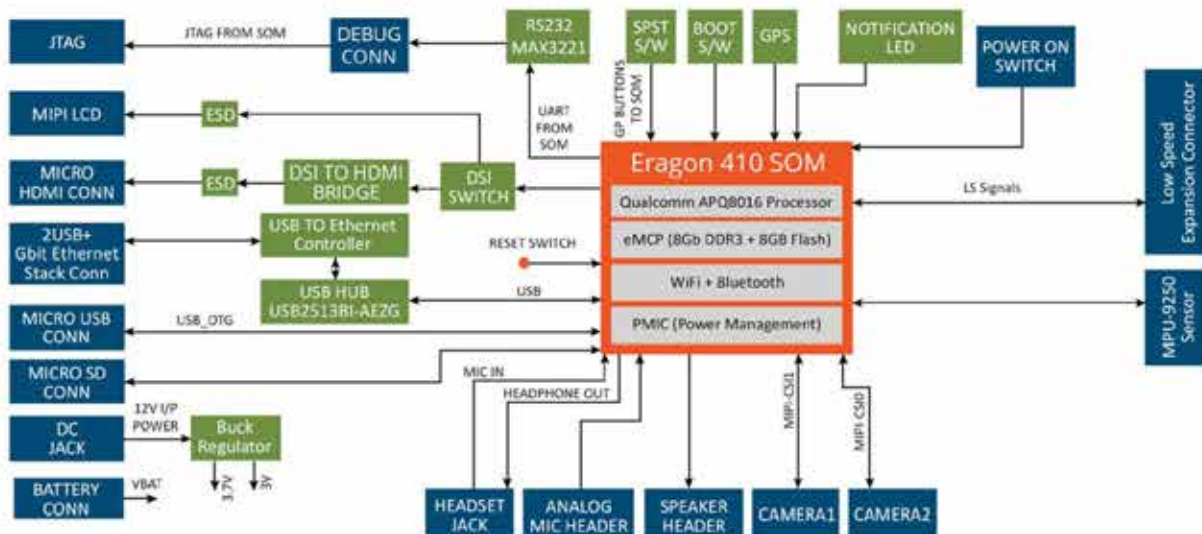 JTAG
JTAG FROM SOM
DEBUG
CONN
RS232
MAX3221
SPST
S/W
BOOT
S/W
GPS
NOTIFICATION
LED
POWER ON
SWITCH
GP BUTTONS
TO SOM
UART
FROM
SOM
MIPI LCD
ESD
MICRO
HDMI CONN
ESD
DSI TO HDMI
BRIDGE
DSI
SWITCH
Eragon 410 SOM
Qualcomm APQ8016 Processor
eMCP (8Gb DDR3 + 8GB Flash)
WiFi + Bluetooth
PMIC (Power Management)
LS Signals
Low Speed
Expansion Connector
MPU-9250
Sensor
2USB+
Gbit Ethernet
Stack Conn
USB TO Ethernet
Controller
RESET SWITCH
USB HUB
USB2513BI-AEZG
USB
MICRO USB
CONN
USB_OTG
MICRO SD
CONN
MIC IN
HEADPHONE OUT
MIPI-CSI1
MIPI-CSI0
DC
JACK
12V I/P
POWER
Buck
Regulator
3.7V
3V
BATTERY
CONN
VBAT
HEADSET
JACK
ANALOG
MIC HEADER
SPEAKER
HEADER
CAMERA1
CAMERA2